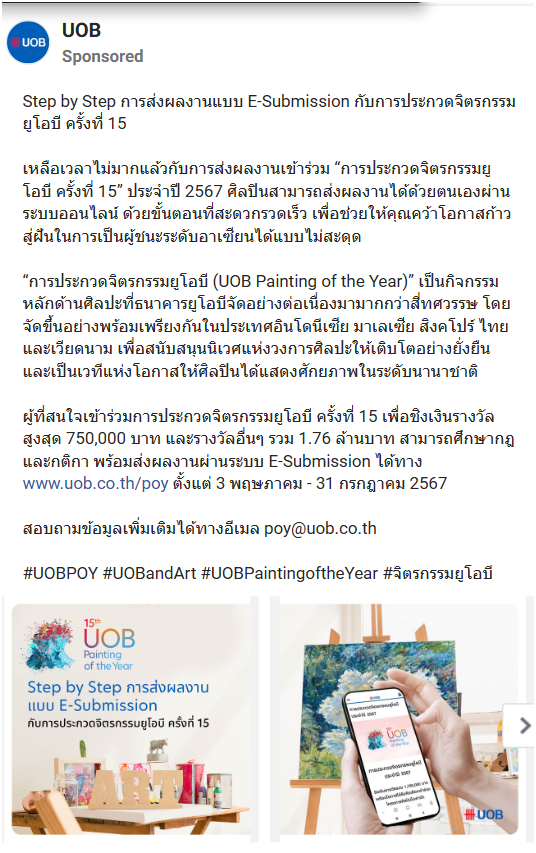 UOB
UOB
Sponsored
Step by Step การส่งผลงานแบบ E-Submission กับการประกวดจิตรกรรม
ยูโอบี ครั้งที่ 15
เหลือเวลาไม่มากแล้วกับการส่งผลงานเข้าร่วม “การประกวดจิตรกรรมยู
โอบี ครั้งที่ 15” ประจำปี 2567 ศิลปินสามารถส่งผลงานได้ด้วยตนเองผ่าน
ระบบออนไลน์ ด้วยขั้นตอนที่สะดวกรวดเร็ว เพื่อช่วยให้คุณคว้าโอกาสก้าว
สู่ฝันในการเป็นผู้ชนะระดับอาเซียนได้แบบไม่สะดุด
“การประกวดจิตรกรรมยูโอบี (UOB Painting of the Year)” เป็นกิจกรรม
หลักด้านศิลปะที่ธนาคารยูโอบีจัดอย่างต่อเนื่องมามากกว่าสี่ทศวรรษ โดย
จัดขึ้นอย่างพร้อมเพรียงกันในประเทศอินโดนีเซีย มาเลเซีย สิงคโปร์ ไทย
และเวียดนาม เพื่อสนับสนุนนิเวศแห่งวงการศิลปะให้เติบโตอย่างยั่งยืน
และเป็นเวทีแห่งโอกาสให้ศิลปินได้แสดงศักยภาพในระดับนานาชาติ
ผู้ที่สนใจเข้าร่วมการประกวดจิตรกรรมยูโอบี ครั้งที่ 15 เพื่อชิงเงินรางวัล
สูงสุด 750,000 บาท และรางวัลอื่นๆ รวม 1.76 ล้านบาท สามารถศึกษากฎ
และกติกา พร้อมส่งผลงานผ่านระบบ E-Submission ได้ทาง
www.uob.co.th/poy ตั้งแต่ 3 พฤษภาคม - 31 กรกฎาคม 2567
สอบถามข้อมูลเพิ่มเติมได้ทางอีเมล poy@uob.co.th
#UOBPOY #UOBandArt #UOBPaintingoftheYear #จิตรกรรมยูโอบี
15th
UOB
Painting
of the Year
Step by Step การส่งผลงาน
แบบ E-Submission
กับการประกวดจิตรกรรมยูโอบี ครั้งที่ 15
ART
การประกวดจิตรกรรมยูโอบี
ประจำปี 2567
UOB
การประกวดจิตรกรรมยูโอบี
ประจำปี 2567
UOB